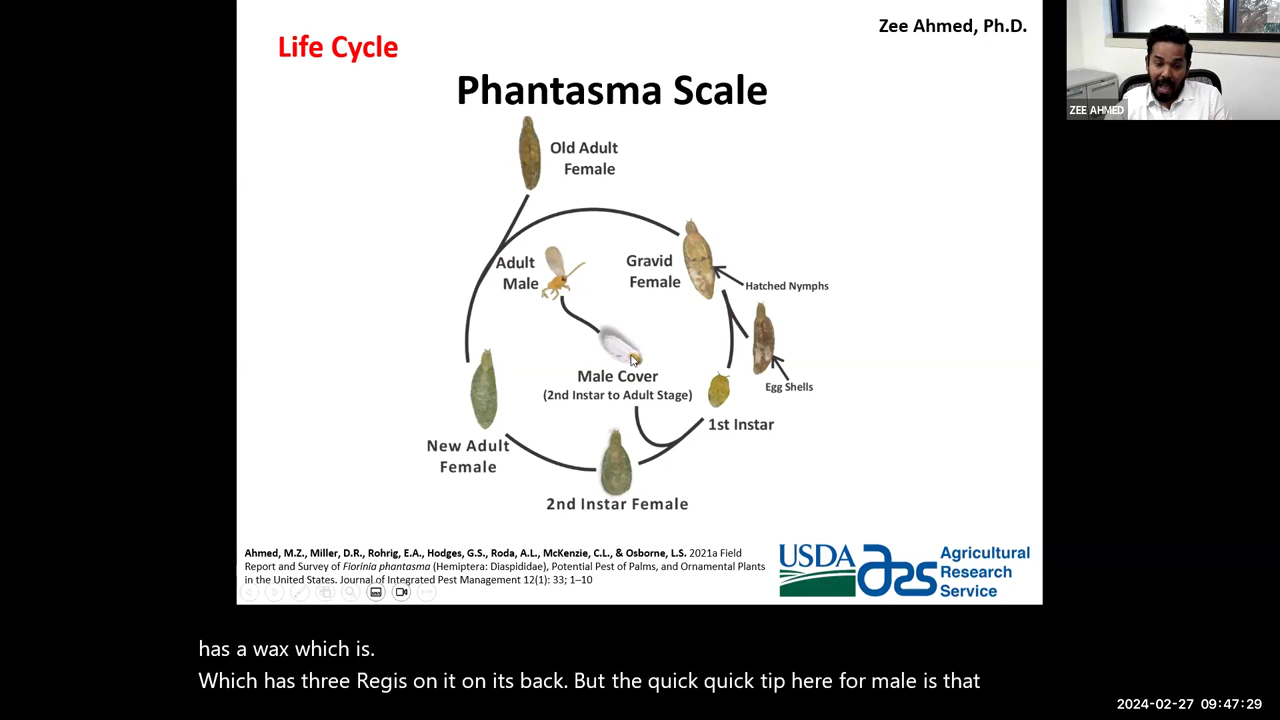 Zee Ahmed, Ph.D.
Life Cycle
Phantasma Scale
ZEE AHMED
Old Adult
Female
Adult
Male
Gravid
Female
Hatched Nymphs
Egg Shells
Male Cover
(2nd Instar to Adult Stage)
1st Instar
New Adult
Female
2nd Instar Female
Ahmed, M.Z., Miller, D.R., Rohrig, E.A., Hodges, G.S., Roda, A.L., McKenzie, C.L., & Osborne, L.S. 2021a Field
Report and Survey of Fiorinia phantasma (Hemiptera: Diaspididae), Potential Pest of Palms, and Ornamental Plants
in the United States. Journal of Integrated Pest Management 12(1): 33; 1–10
USDA
ars
Agricultural
Research
Service
has a wax which is.
Which has three Regis on it on its back. But the quick quick tip here for male is that
2024-02-27 09:47:29